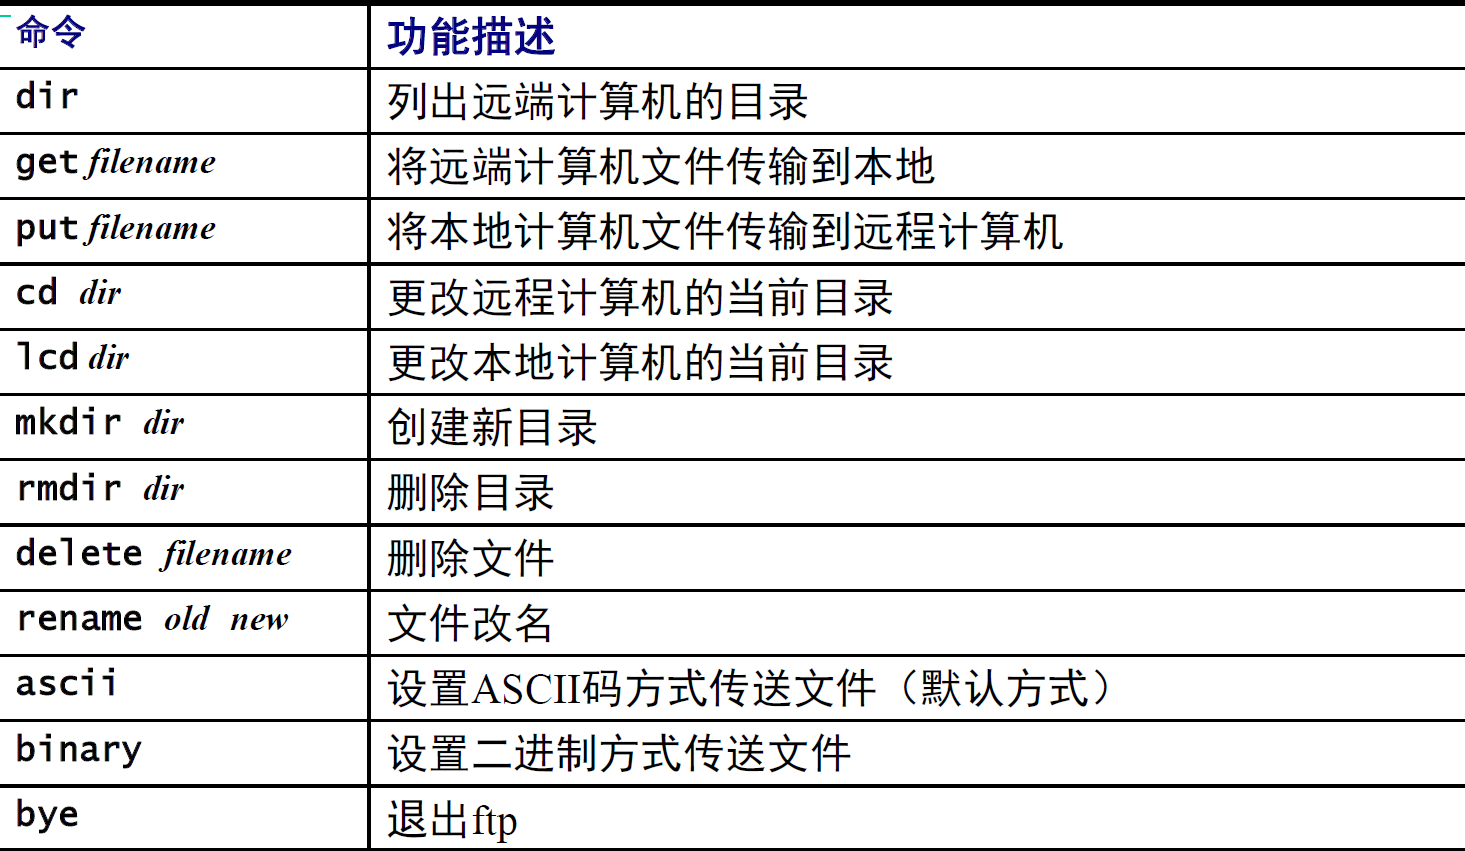 命令 功能描述
dir 列出远端计算机的目录
get filename 将远端计算机文件传输到本地
put filename 将本地计算机文件传输到远程计算机
cd dir 更改远程计算机的当前目录
lcd dir 更改本地计算机的当前目录
mkdir dir 创建新目录
rmdir dir 删除目录
delete filename 删除文件
rename old new 文件改名
ascii 设置ASCII码方式传送文件（默认方式）
binary 设置二进制方式传送文件
bye 退出ftp